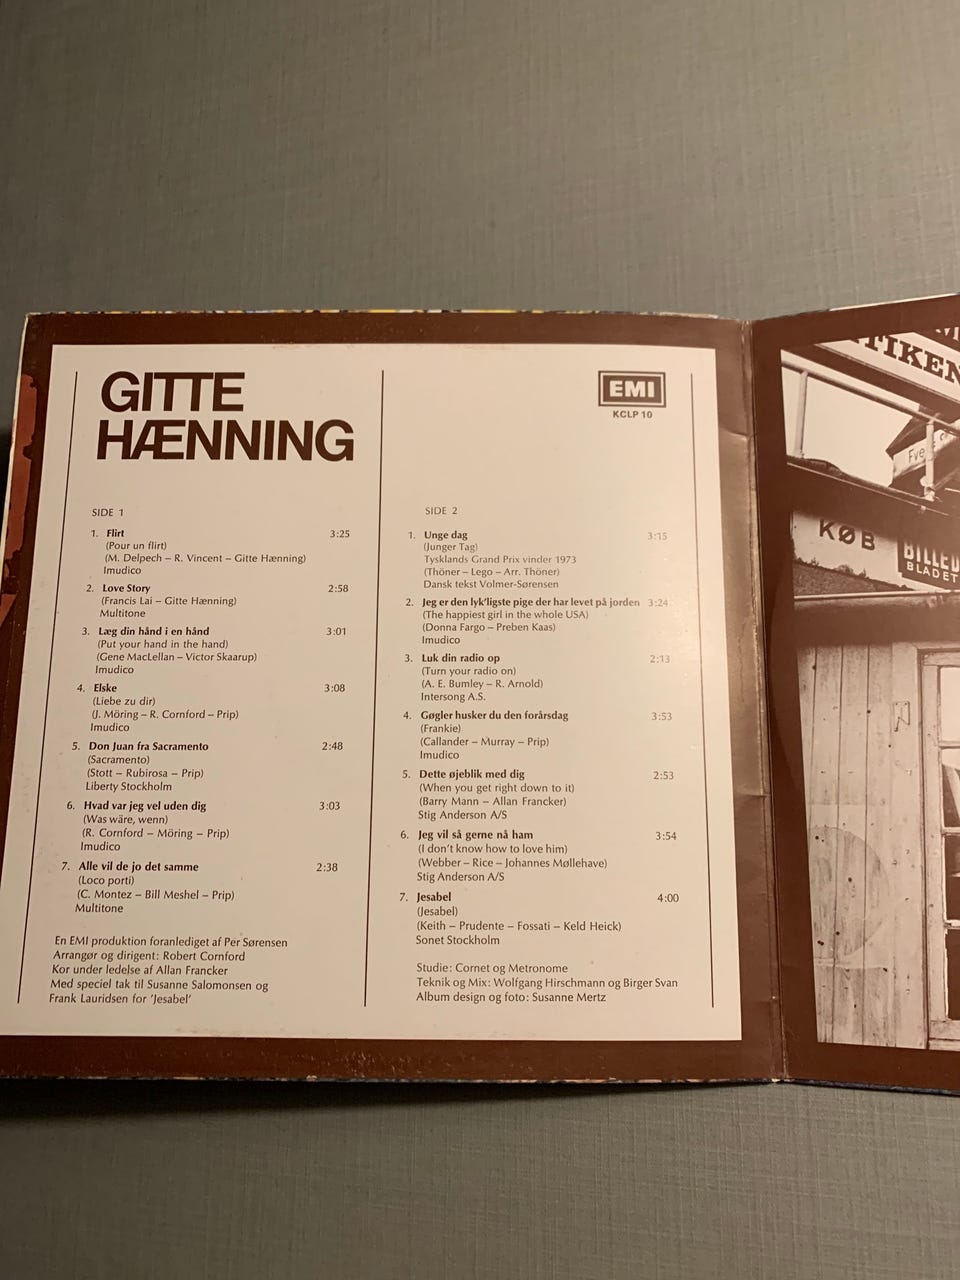 GITTE
HÆNNING
EMI
KCLP 10
SIDE 1
1. Flirt 3:25
(Pour un flirt)
(M. Delpech – R. Vincent – Gitte Hænning)
Imudico
2. Love Story 2:58
(Francis Lai – Gitte Hænning)
Multitone
3. Læg din hånd i en hånd 3:01
(Put your hand in the hand)
(Gene MacLellan – Victor Skaarup)
Imudico
4. Elske 3:08
(Liebe zu dir)
(J. Möring – R. Cornford – Prip)
Imudico
5. Don Juan fra Sacramento 2:48
(Sacramento)
(Stott – Rubirosa – Prip)
Liberty Stockholm
6. Hvad var jeg vel uden dig 3:03
(Was wäre, wenn)
(R. Cornford – Möring – Prip)
Imudico
7. Alle vil de jo det samme 2:38
(Loco porti)
(C. Montez – Bill Meshel – Prip)
Multitone
En EMI produktion foranlediget af Per Sørensen
Arrangør og dirigent: Robert Cornford
Kor under ledelse af Allan Francker
Med speciel tak til Susanne Salomonsen og
Frank Lauridsen for 'Jesabel'
SIDE 2
1. Unge dag 3:15
(Junger Tag)
Tysklands Grand Prix vinder 1973
(Thöner – Lego – Arr. Thöner)
Dansk tekst Volmer-Sørensen
2. Jeg er den lyk'ligste pige der har levet på jorden 3:24
(The happiest girl in the whole USA)
(Donna Fargo – Preben Kaas)
Imudico
3. Luk din radio op 2:13
(Turn your radio on)
(A. E. Bumley – R. Arnold)
Intersong A.S.
4. Gøgler husker du den forårsdag 3:53
(Frankie)
(Callander – Murray – Prip)
Imudico
5. Dette øjeblik med dig 2:53
(When you get right down to it)
(Barry Mann – Allan Francker)
Stig Anderson A/S
6. Jeg vil så gerne nå ham 3:54
(I don't know how to love him)
(Webber – Rice – Johannes Møllehave)
Stig Anderson A/S
7. Jesabel 4:00
(Jesabel)
(Keith – Prudente – Fossati – Keld Heick)
Sonet Stockholm
Studie: Cornet og Metronome
Teknik og Mix: Wolfgang Hirschmann og Birger Svan
Album design og foto: Susanne Mertz
TIKEN
KØB
BILLED
BLADET